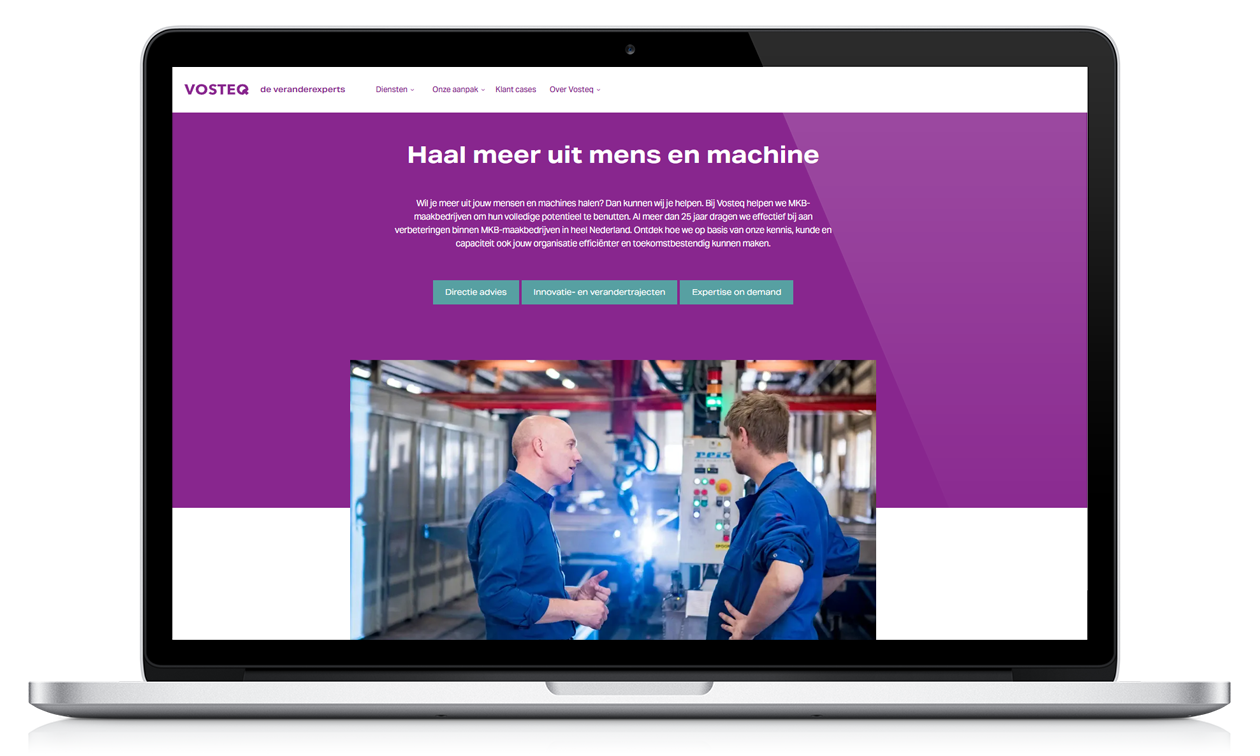 VOSTEQ de veranderexperts Diensten Onze aanpak Klant cases Over Vosteq
Haal meer uit mens en machine
Wil je meer uit jouw mensen en machines halen? Dan kunnen wij je helpen. Bij Vosteq helpen we MKB-
maakbedrijven om hun volledige potentieel te benutten. Al meer dan 25 jaar dragen we effectief bij aan
verbeteringen binnen MKB-maakbedrijven in heel Nederland. Ontdek hoe we op basis van onze kennis, kunde en
capaciteit ook jouw organisatie efficiënter en toekomstbestendig kunnen maken.
Directie advies Innovatie- en verandertrajecten Expertise on demand
reis